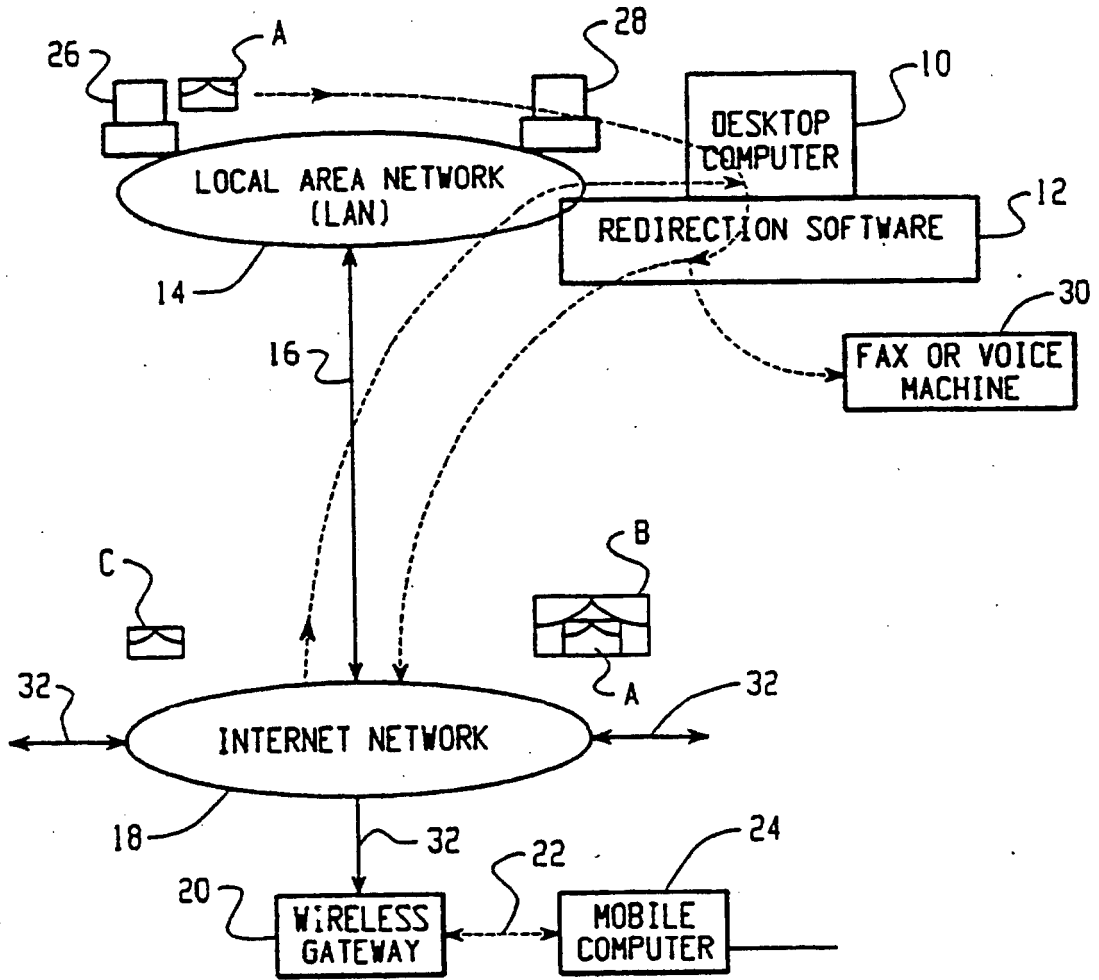 26
A
28
10
DESKTOP
COMPUTER
LOCAL AREA NETWORK
(LAN)
12
REDIRECTION SOFTWARE
14
30
16
FAX OR VOICE
MACHINE
C
B
A
32
32
INTERNET NETWORK
18
32
24
22
20
WiRELESS
GATEWAY
MOBILE
COMPUTER